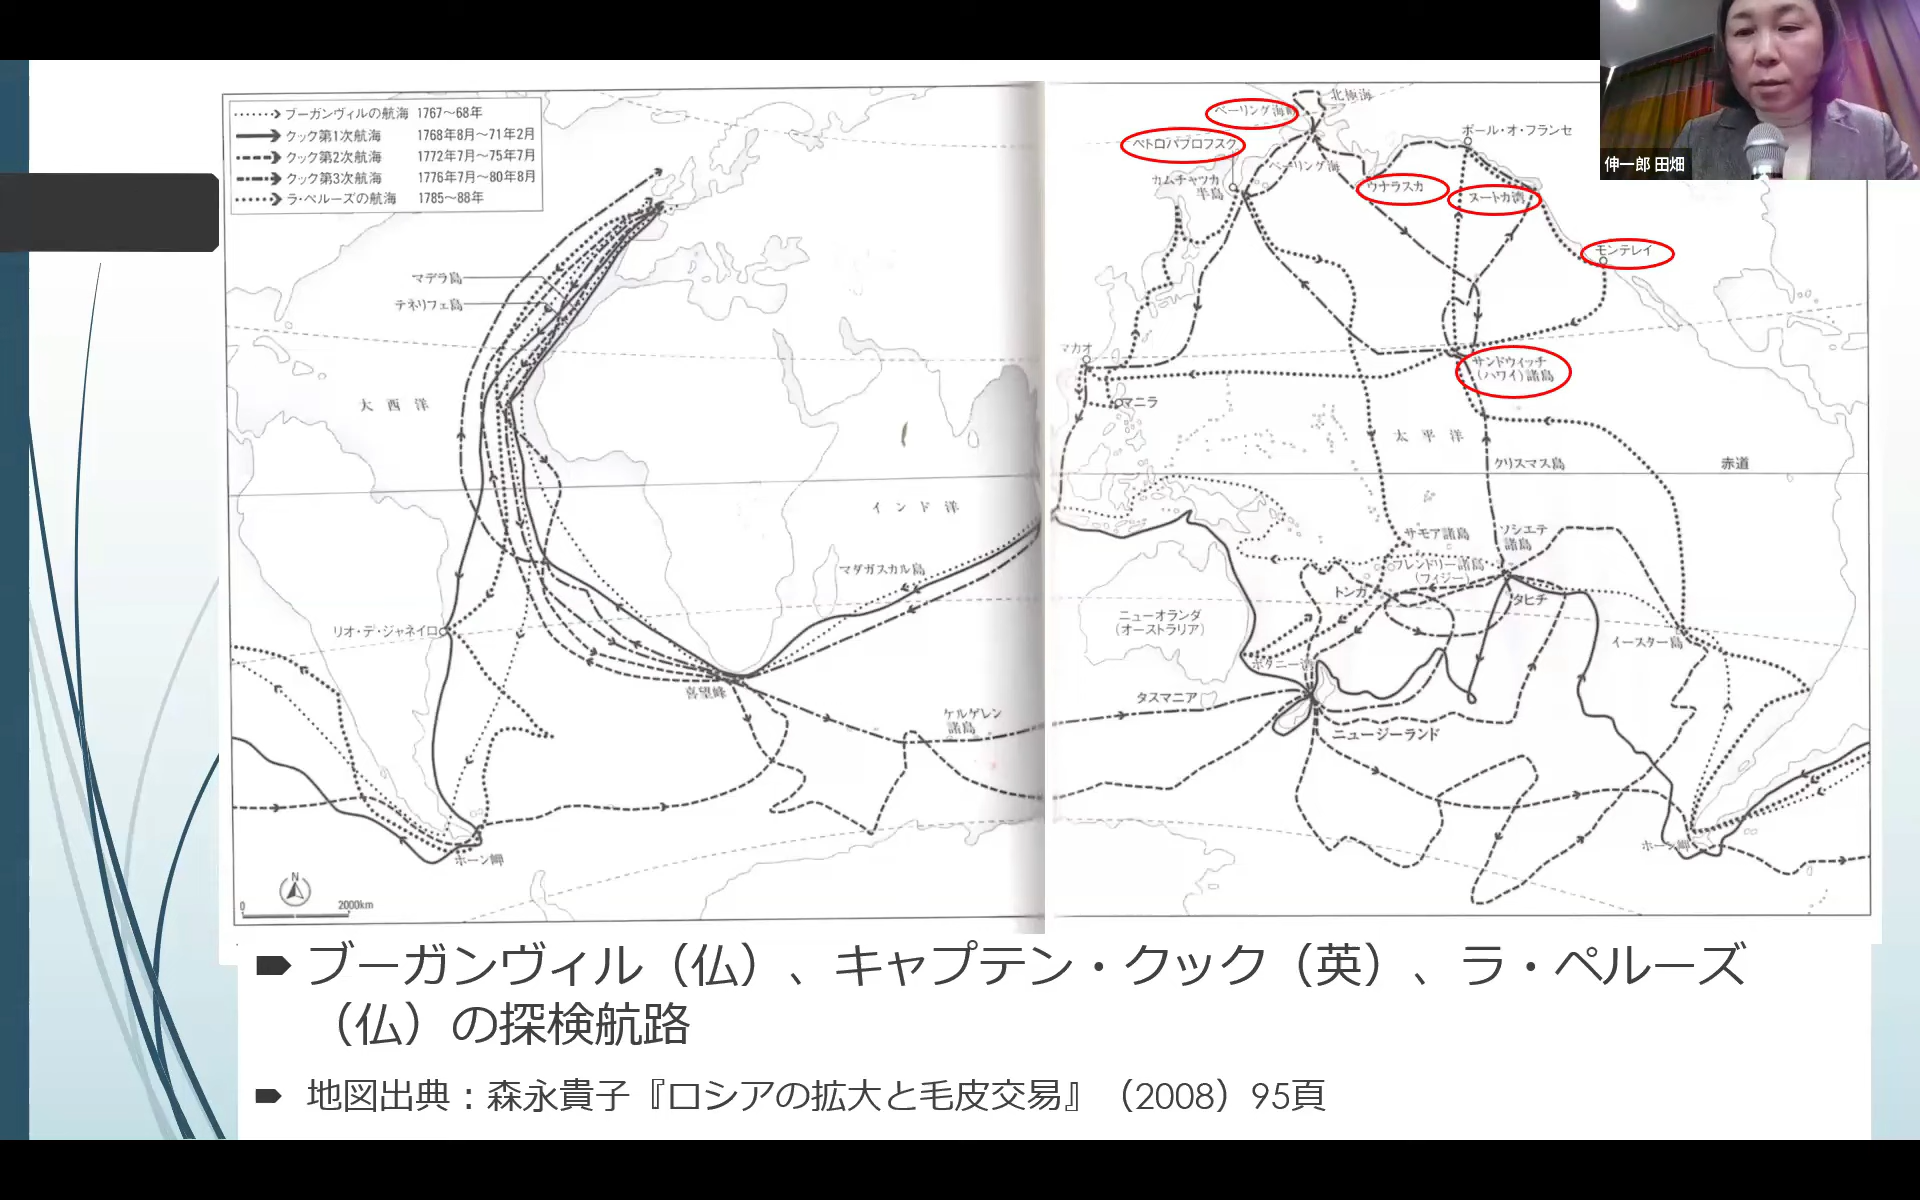 ブーガンヴィルの航海 1767〜68年
クック第1次航海 1768年8月〜71年2月
クック第2次航海 1772年7月〜75年7月
クック第3次航海 1776年7月〜80年8月
ラ・ペルーズの航海 1785〜88年
マデラ島
テネリフェ島
大西洋
インド洋
マダガスカル島
リオ・デ・ジャネイロ
喜望峰
ケルゲレン
諸島
ホーン岬
N
0 2000km
北極海
ベーリング海峡
ペトロパブロフスク
ベーリング海
カムチャツカ
半島
ポール・オ・フランセ
ウナラスカ
ヌートカ湾
モンテレイ
マカオ
サンドウィッチ
(ハワイ)諸島
マニラ
太平洋
クリスマス島
赤道
サモア諸島
ソシエテ
諸島
フレンドリー諸島
(フィジー)
トンガ
タヒチ
ニューオランダ
(オーストラリア)
イースター島
ボタニー湾
タスマニア
ニュージーランド
ホーン岬
伸一郎 田畑
ブーガンヴィル（仏）、キャプテン・クック（英）、ラ・ペルーズ
（仏）の探検航路
地図出典：森永貴子『ロシアの拡大と毛皮交易』（2008）95頁